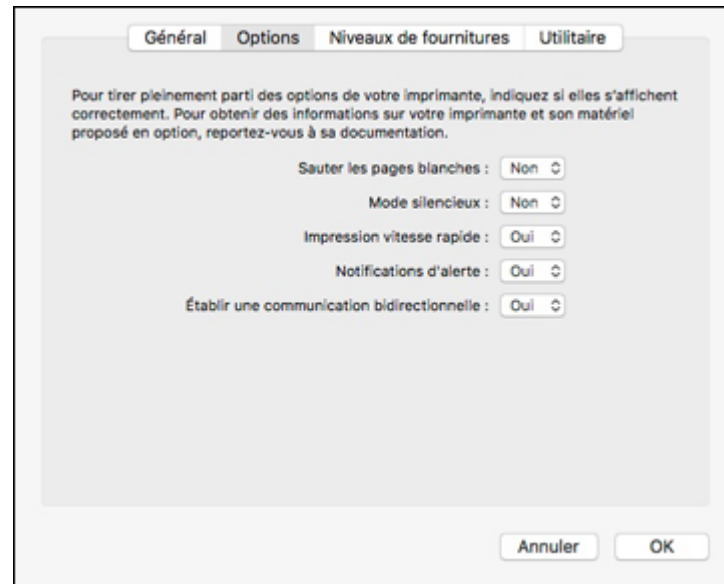 Général Options Niveaux de fournitures Utilitaire
Pour tirer pleinement parti des options de votre imprimante, indiquez si elles s'affichent
correctement. Pour obtenir des informations sur votre imprimante et son matériel
proposé en option, reportez-vous à sa documentation.
Sauter les pages blanches : Non
Mode silencieux : Non
Impression vitesse rapide : Oui
Notifications d'alerte : Oui
Établir une communication bidirectionnelle : Oui
Annuler OK